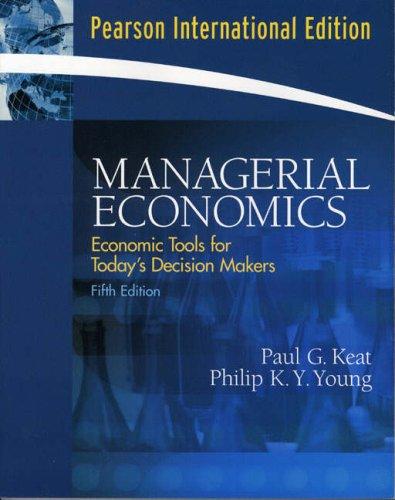 Pearson International Edition
MANAGERIAL
ECONOMICS
Economic Tools for
Today's Decision Makers
Fifth Edition
Paul G. Keat
Philip K. Y. Young